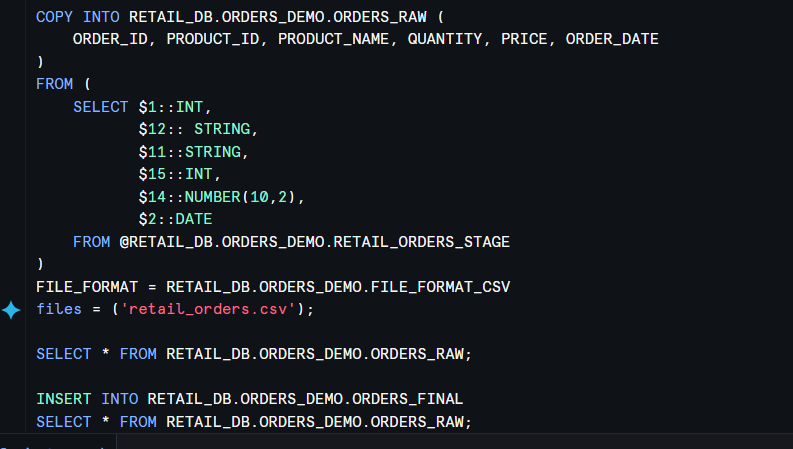 COPY INTO RETAIL_DB.ORDERS_DEMO.ORDERS_RAW (
    ORDER_ID, PRODUCT_ID, PRODUCT_NAME, QUANTITY, PRICE, ORDER_DATE
)
FROM (
    SELECT $1::INT,
           $12:: STRING,
           $11::STRING,
           $15::INT,
           $14::NUMBER(10,2),
           $2::DATE
    FROM @RETAIL_DB.ORDERS_DEMO.RETAIL_ORDERS_STAGE
)
FILE_FORMAT = RETAIL_DB.ORDERS_DEMO.FILE_FORMAT_CSV
files = ('retail_orders.csv');
SELECT * FROM RETAIL_DB.ORDERS_DEMO.ORDERS_RAW;
INSERT INTO RETAIL_DB.ORDERS_DEMO.ORDERS_FINAL
SELECT * FROM RETAIL_DB.ORDERS_DEMO.ORDERS_RAW;